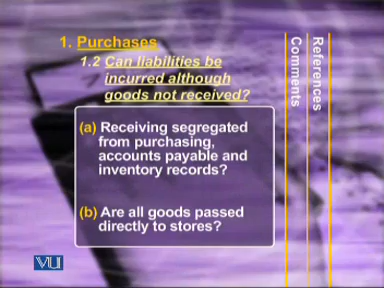 1. Purchases
1.2 Can liabilities be
incurred although
goods not received?
(a) Receiving segregated
from purchasing,
accounts payable and
inventory records?
(b) Are all goods passed
directly to stores?
Comments
References
VU